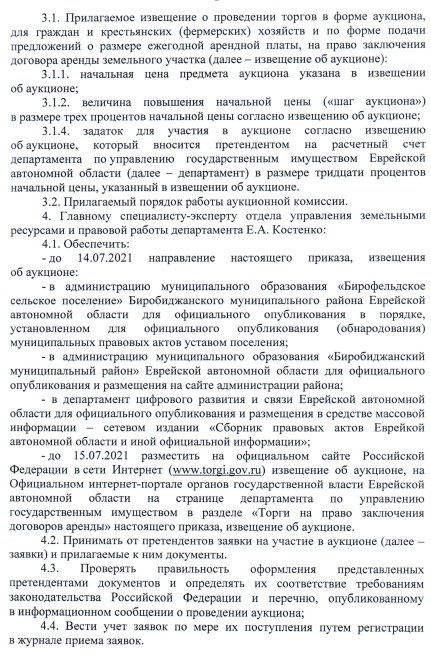 3.1. Прилагаемое извещение о проведении торгов в форме аукциона,
для граждан и крестьянских (фермерских) хозяйств и по форме подачи
предложений о размере ежегодной арендной платы, на право заключения
договора аренды земельного участка (далее – извещение об аукционе):
3.1.1. начальная цена предмета аукциона указана в извещении
об аукционе;
3.1.2. величина повышения начальной цены («шаг аукциона»)
в размере трех процентов начальной цены согласно извещению об аукционе;
3.1.4. задаток для участия в аукционе согласно извещению
об аукционе, который вносится претендентом на расчетный счет
департамента по управлению государственным имуществом Еврейской
автономной области (далее – департамент) в размере тридцати процентов
начальной цены, указанный в извещении об аукционе.
3.2. Прилагаемый порядок работы аукционной комиссии.
4. Главному специалисту-эксперту отдела управления земельными
ресурсами и правовой работы департамента Е.А. Костенко:
4.1. Обеспечить:
- до 14.07.2021 направление настоящего приказа, извещения
об аукционе:
- в администрацию муниципального образования «Бирофельдское
сельское поселение» Биробиджанского муниципального района Еврейской
автономной области для официального опубликования в порядке,
установленном для официального опубликования (обнародования)
муниципальных правовых актов уставом поселения;
- в администрацию муниципального образования «Биробиджанский
муниципальный район» Еврейской автономной области для официального
опубликования и размещения на сайте администрации района;
- в департамент цифрового развития и связи Еврейской автономной
области для официального опубликования и размещения в средстве массовой
информации – сетевом издании «Сборник правовых актов Еврейкой
автономной области и иной официальной информации»;
- до 15.07.2021 разместить на официальном сайте Российской
Федерации в сети Интернет (www.torgi.gov.ru) извещение об аукционе, на
Официальном интернет-портале органов государственной власти Еврейской
автономной области на странице департамента по управлению
государственным имуществом в разделе «Торги на право заключения
договоров аренды» настоящего приказа, извещение об аукционе.
4.2. Принимать от претендентов заявки на участие в аукционе (далее –
заявки) и прилагаемые к ним документы.
4.3. Проверять правильность оформления представленных
претендентами документов и определять их соответствие требованиям
законодательства Российской Федерации и перечню, опубликованному
в информационном сообщении о проведении аукциона;
4.4. Вести учет заявок по мере их поступления путем регистрации
в журнале приема заявок.